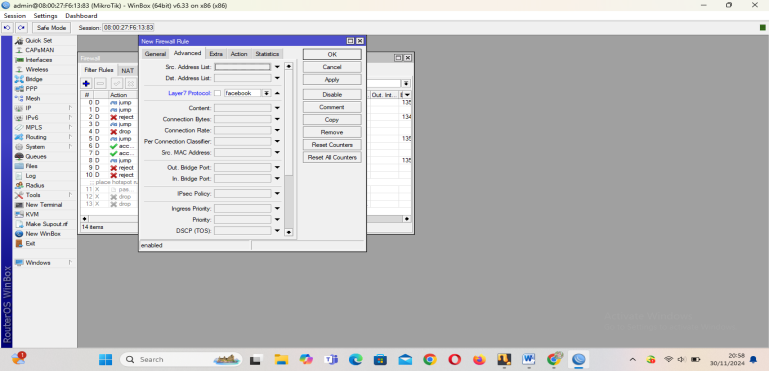 admin@08:00:27:F6:13:83 (MikroTik) - WinBox (64bit) v6.33 on x86 (x86)
Session Settings Dashboard
Safe Mode Session: 08:00:27:F6:13:83
Quick Set
CAPsMAN
Interfaces
Wireless
Bridge
PPP
Mesh
IP
IPv6
MPLS
Routing
System
Queues
Files
Log
Radius
Tools
New Terminal
KVM
Make Supout.rif
New WinBox
Exit
Windows
RouterOS WinBox
Firewall
Filter Rules NAT
# Action
0 D jump
1 D jump
2 D reject
3 D jump
4 D drop
5 D jump
6 D acc...
7 D acc...
8 D jump
9 D reject
10 D reject
::: place hotspot ru
11 X pas...
12 X drop
13 X drop
14 items
Out. Int...
New Firewall Rule
General Advanced Extra Action Statistics
Src. Address List:
Dst. Address List:
Layer7 Protocol: facebook
Content:
Connection Bytes:
Connection Rate:
Per Connection Classifier:
Src. MAC Address:
Out. Bridge Port:
In. Bridge Port:
IPsec Policy:
Ingress Priority:
Priority:
DSCP (TOS):
enabled
OK
Cancel
Apply
Disable
Comment
Copy
Remove
Reset Counters
Reset All Counters
1
Search
20:58
30/11/2024